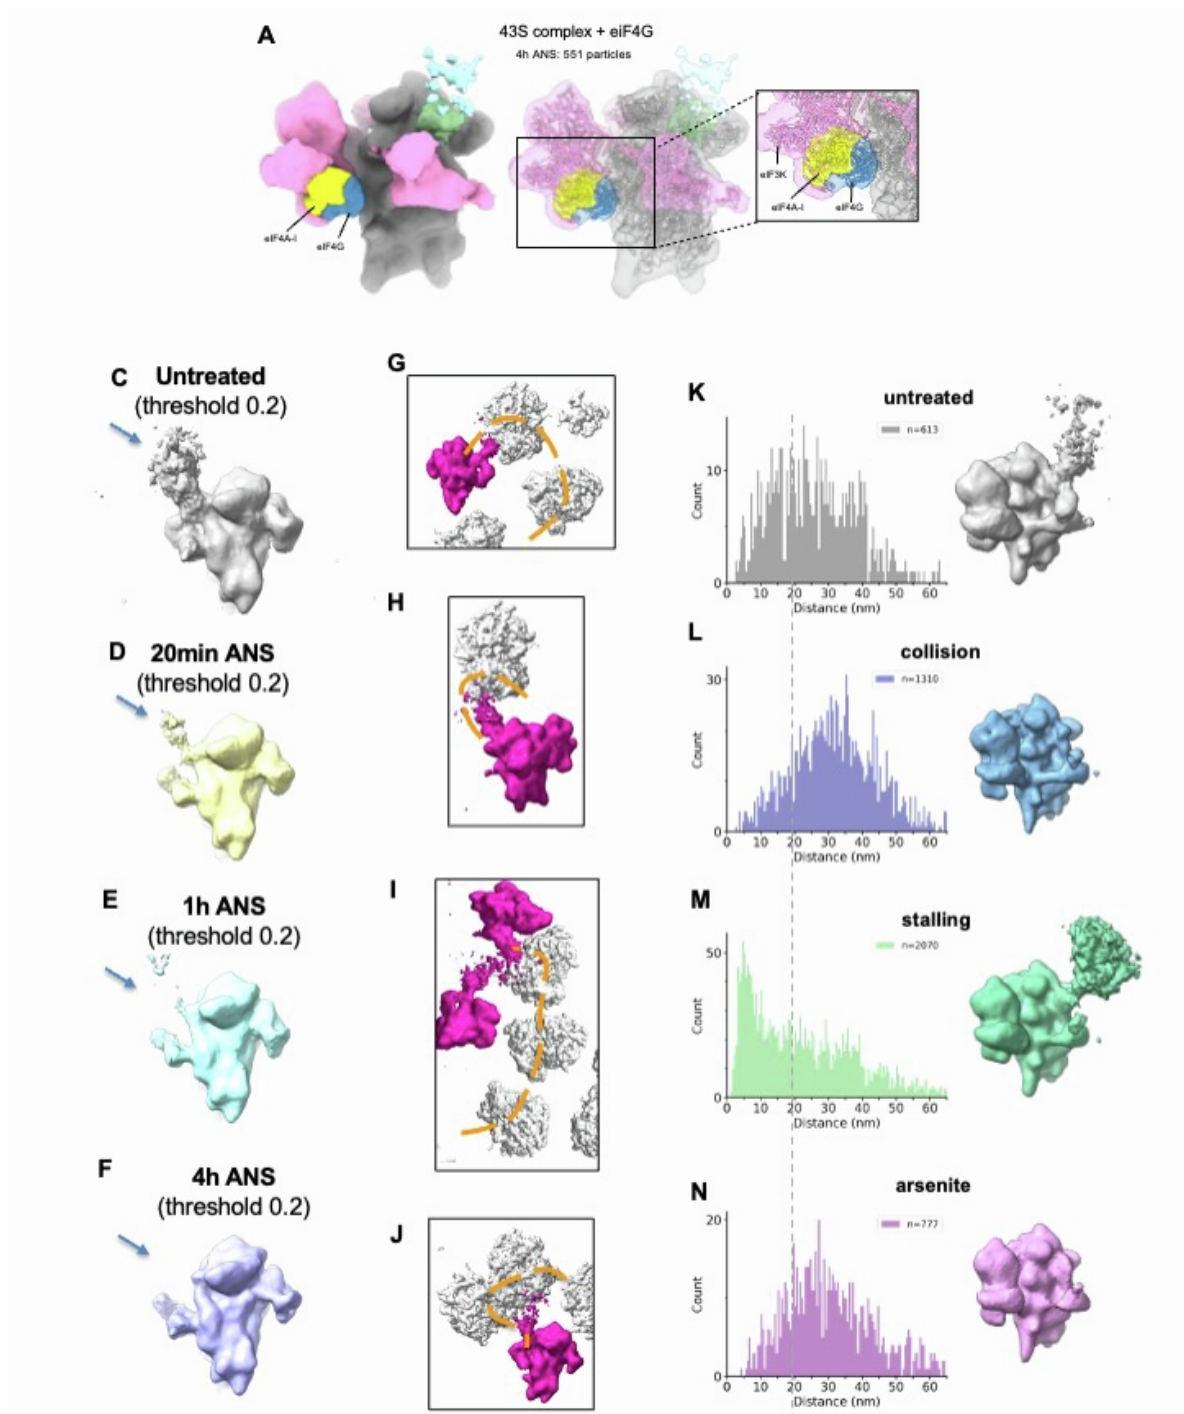 A
43S complex + eiF4G
4h ANS: 551 particles
eIF4A-I
eIF4G
eIF3K
eIF4A-I
eIF4G
C
Untreated
(threshold 0.2)
D
20min ANS
(threshold 0.2)
E
1h ANS
(threshold 0.2)
F
4h ANS
(threshold 0.2)
G
H
I
J
K
untreated
n=613
Count
10
0
0 10 20 30 40 50 60
Distance (nm)
L
collision
n=1310
Count
30
0
0 10 20 30 40 50 60
Distance (nm)
M
stalling
n=2070
Count
50
0
0 10 20 30 40 50 60
Distance (nm)
N
arsenite
n=777
Count
20
10
0
0 10 20 30 40 50 60
Distance (nm)